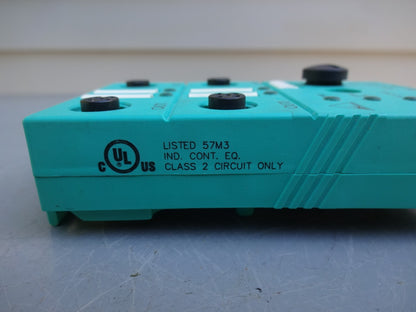 LISTED 57M3
IND. CONT. EQ.
C UL US CLASS 2 CIRCUIT ONLY